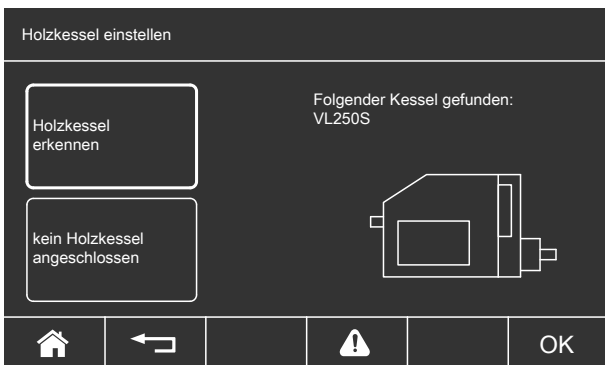 Holzkessel einstellen
Holzkessel
erkennen
Folgender Kessel gefunden:
VL250S
kein Holzkessel
angeschlossen
OK